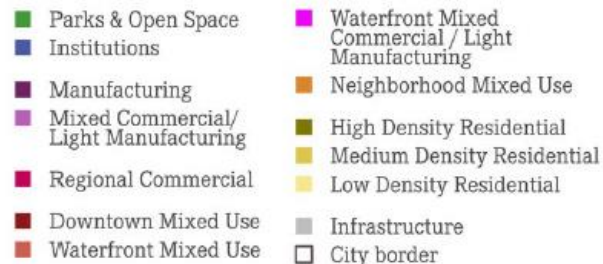 Parks & Open Space
Institutions
Manufacturing
Mixed Commercial/
Light Manufacturing
Regional Commercial
Downtown Mixed Use
Waterfront Mixed Use
Waterfront Mixed
Commercial / Light
Manufacturing
Neighborhood Mixed Use
High Density Residential
Medium Density Residential
Low Density Residential
Infrastructure
City border